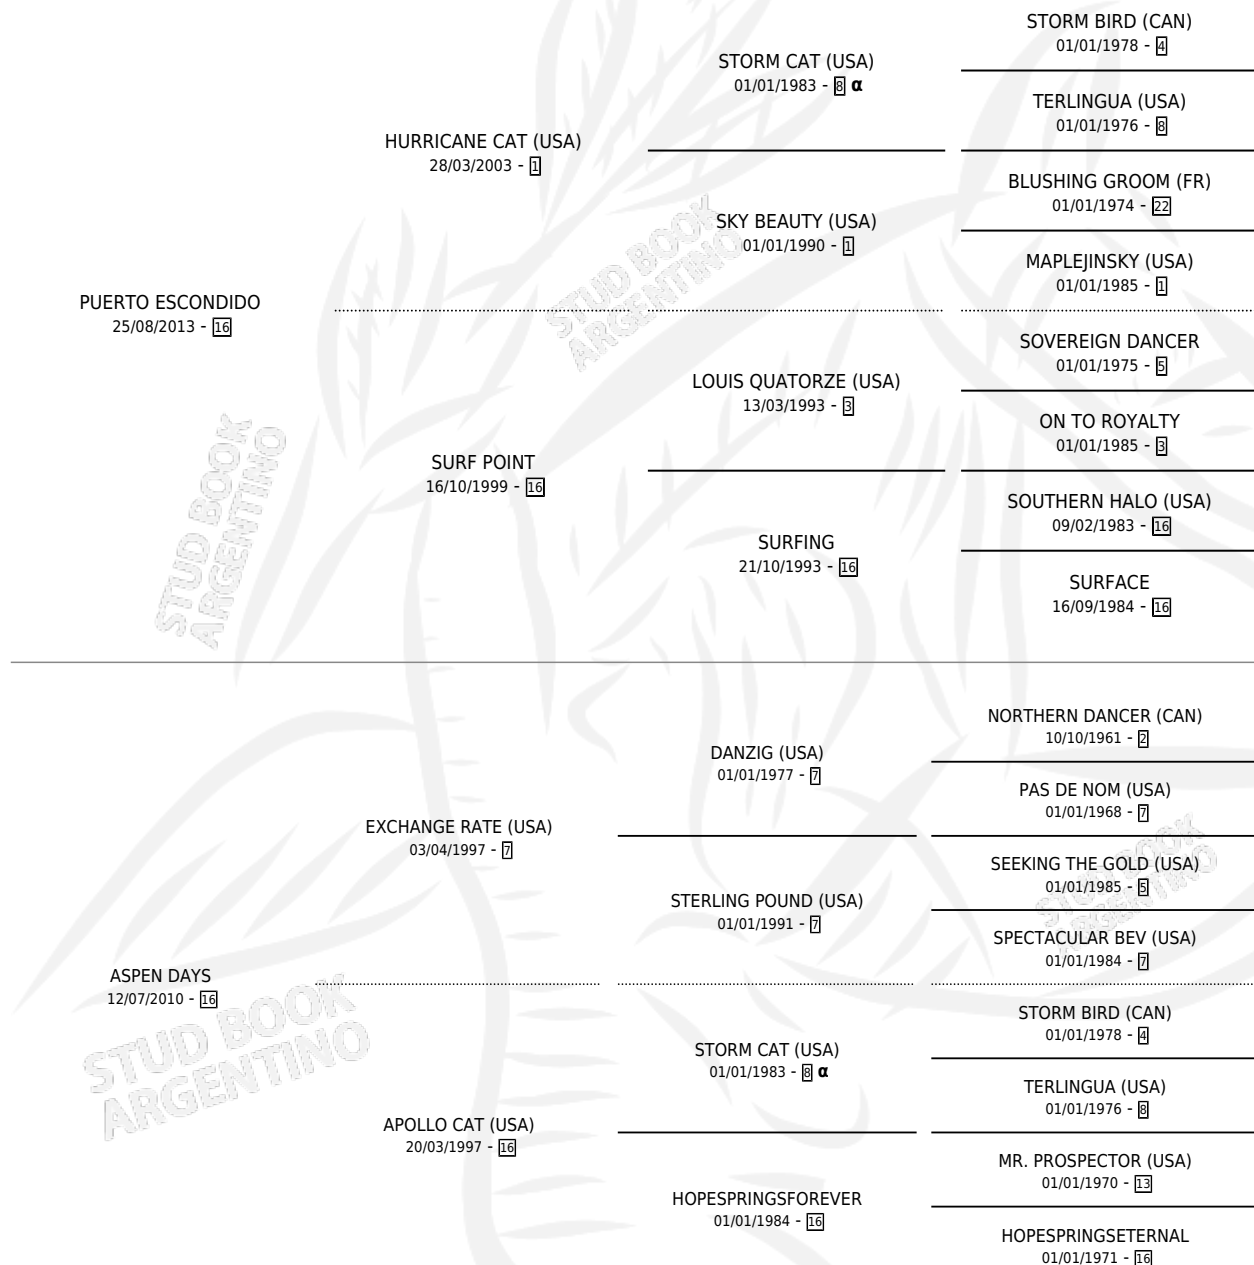 STORM BIRD (CAN)
01/01/1978 - 4
STORM CAT (USA)
01/01/1983 - 8 α
TERLINGUA (USA)
01/01/1976 - 8
HURRICANE CAT (USA)
28/03/2003 - 1
BLUSHING GROOM (FR)
01/01/1974 - 22
SKY BEAUTY (USA)
01/01/1990 - 1
MAPLEJINSKY (USA)
01/01/1985 - 1
PUERTO ESCONDIDO
25/08/2013 - 16
SOVEREIGN DANCER
01/01/1975 - 5
LOUIS QUATORZE (USA)
13/03/1993 - 3
ON TO ROYALTY
01/01/1985 - 3
SURF POINT
16/10/1999 - 16
SOUTHERN HALO (USA)
09/02/1983 - 16
SURFING
21/10/1993 - 16
SURFACE
16/09/1984 - 16
STUD BOOK
ARGENTINO
STUD BOOK
ARGENTINO
NORTHERN DANCER (CAN)
10/10/1961 - 2
DANZIG (USA)
01/01/1977 - 7
PAS DE NOM (USA)
01/01/1968 - 7
EXCHANGE RATE (USA)
03/04/1997 - 7
SEEKING THE GOLD (USA)
01/01/1985 - 5
STERLING POUND (USA)
01/01/1991 - 7
SPECTACULAR BEV (USA)
01/01/1984 - 7
ASPEN DAYS
12/07/2010 - 16
STORM BIRD (CAN)
01/01/1978 - 4
STORM CAT (USA)
01/01/1983 - 8 α
TERLINGUA (USA)
01/01/1976 - 8
APOLLO CAT (USA)
20/03/1997 - 16
MR. PROSPECTOR (USA)
01/01/1970 - 13
HOPESPRINGSFOREVER
01/01/1984 - 16
HOPESPRINGSETERNAL
01/01/1971 - 16
STUD BOOK
ARGENTINO
STUD BOOK
ARGENTINO